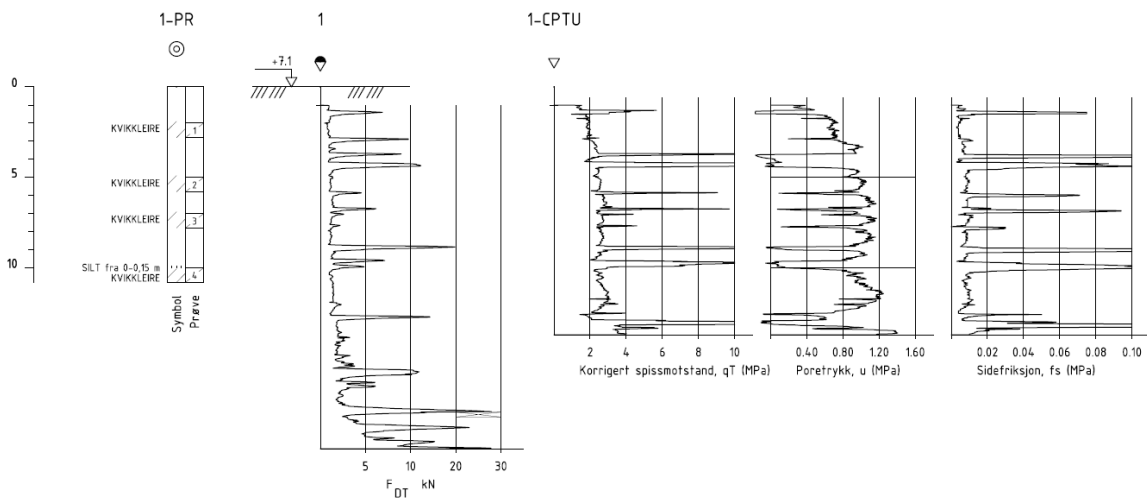 1-PR
1
1-CPTU
+7.1
0
KVIKKLEIRE
1
5
KVIKKLEIRE
2
KVIKKLEIRE
3
10
SILT fra 0-0,15 m
KVIKKLEIRE
4
Symbol
Prøve
5 10 20 30
F_DT kN
2 4 6 8 10
Korrigert spissmotstand, qT (MPa)
0.40 0.80 1.20 1.60
Poretrykk, u (MPa)
0.02 0.04 0.06 0.08 0.10
Sidefriksjon, fs (MPa)